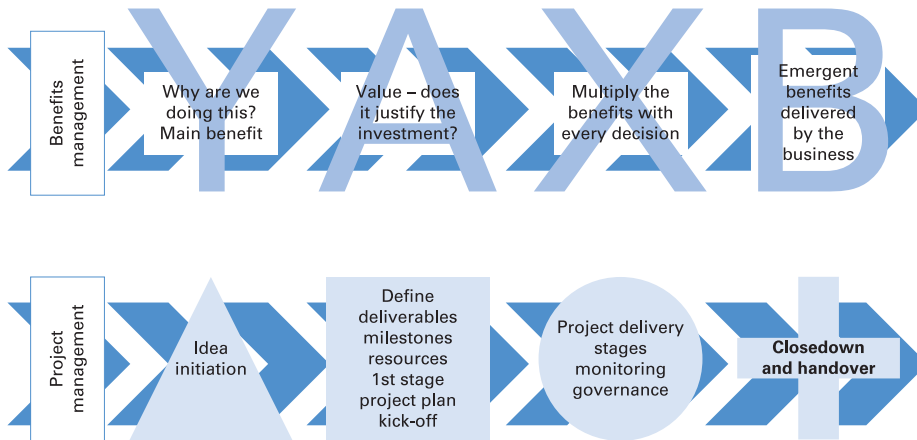 Benefits
management
Y
Why are we
doing this?
Main benefit
A
Value – does
it justify the
investment?
X
Multiply the
benefits with
every decision
B
Emergent
benefits
delivered
by the
business
Project
management
Idea
initiation
Define
deliverables
milestones
resources
1st stage
project plan
kick-off
Project delivery
stages
monitoring
governance
Closedown
and handover